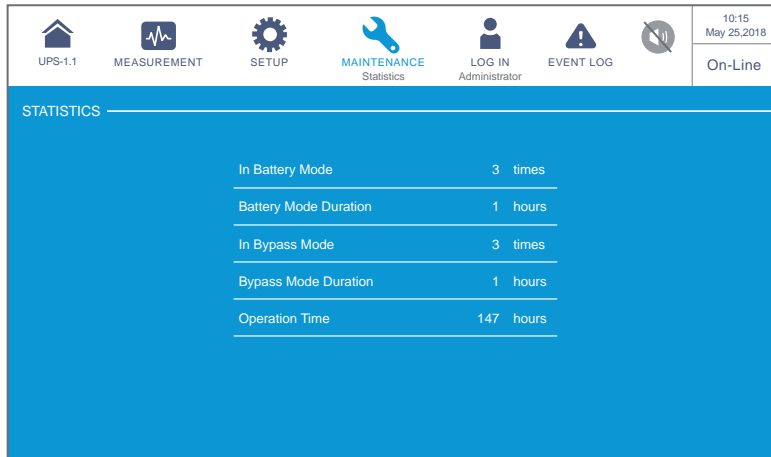 UPS-1.1
MEASUREMENT
SETUP
MAINTENANCE
Statistics
LOG IN
Administrator
EVENT LOG
10:15
May 25,2018
On-Line
STATISTICS
In Battery Mode 3 times
Battery Mode Duration 1 hours
In Bypass Mode 3 times
Bypass Mode Duration 1 hours
Operation Time 147 hours